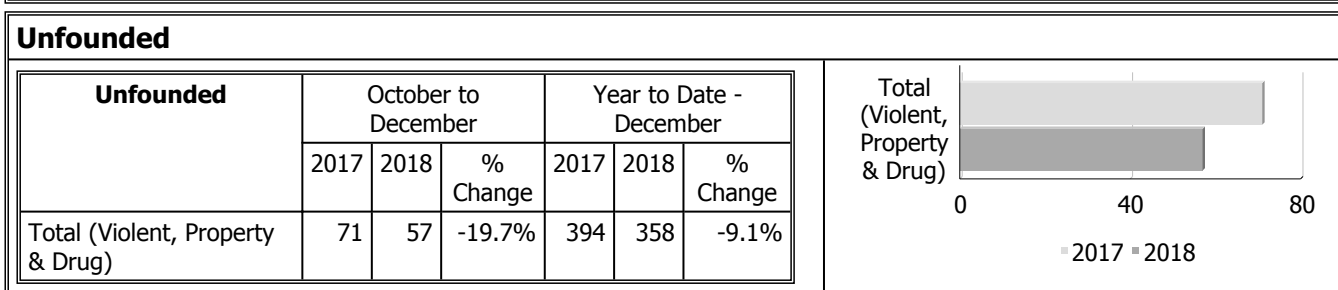 Unfounded
Unfounded
October to
December
Year to Date -
December
2017 2018 %
Change 2017 2018 %
Change
Total (Violent, Property
& Drug) 71 57 -19.7% 394 358 -9.1%
Total
(Violent,
Property
& Drug)
0 40 80
2017 2018